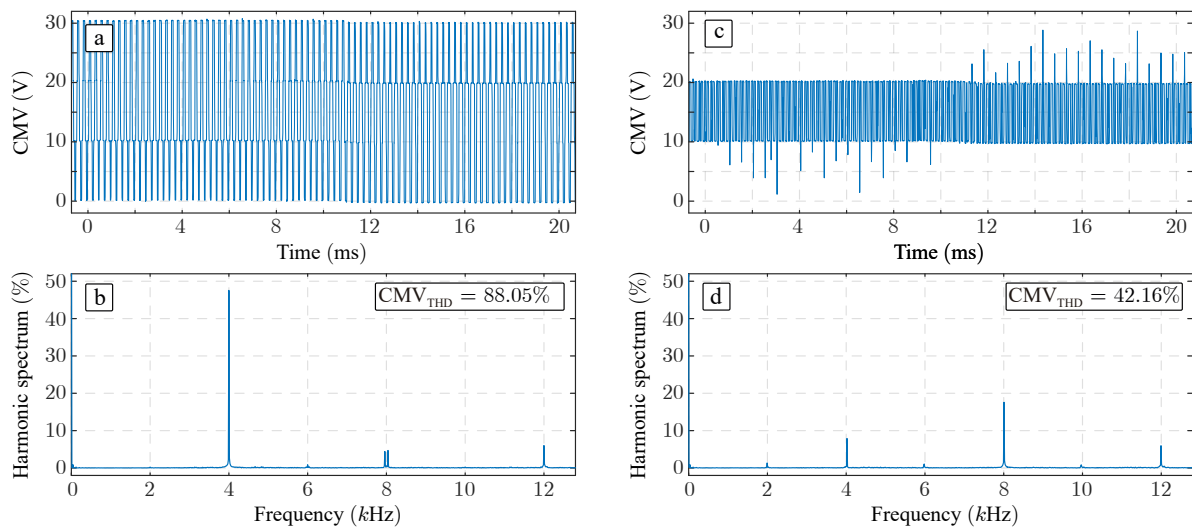 a
CMV (V)
30
20
10
0
0 4 8 12 16 20
Time (ms)
c
CMV (V)
30
20
10
0
0 4 8 12 16 20
Time (ms)
b
CMV_THD = 88.05%
Harmonic spectrum (%)
50
40
30
20
10
0
0 2 4 6 8 10 12
Frequency (kHz)
d
CMV_THD = 42.16%
Harmonic spectrum (%)
50
40
30
20
10
0
0 2 4 6 8 10 12
Frequency (kHz)